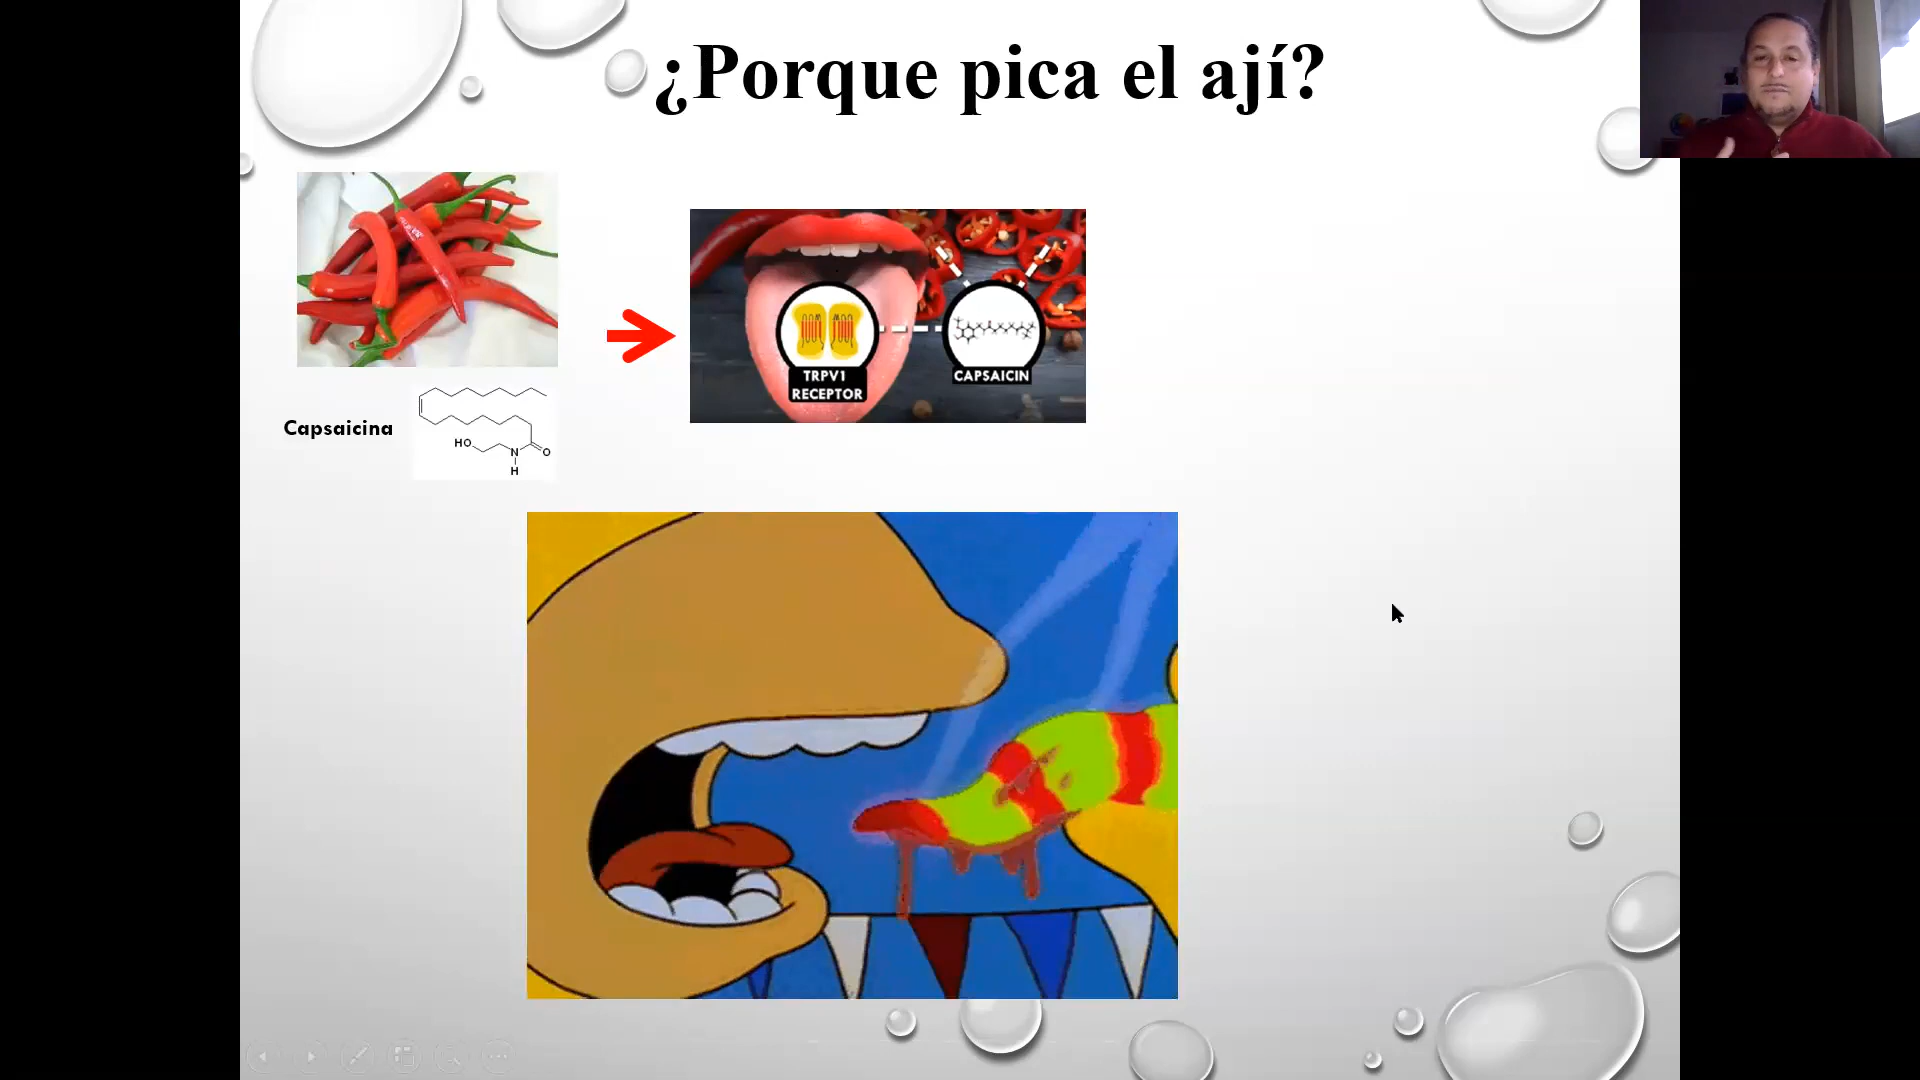 ¿Porque pica el ají?
TRPV1
RECEPTOR
CAPSAICIN
Capsaicina
HO
N
H
O